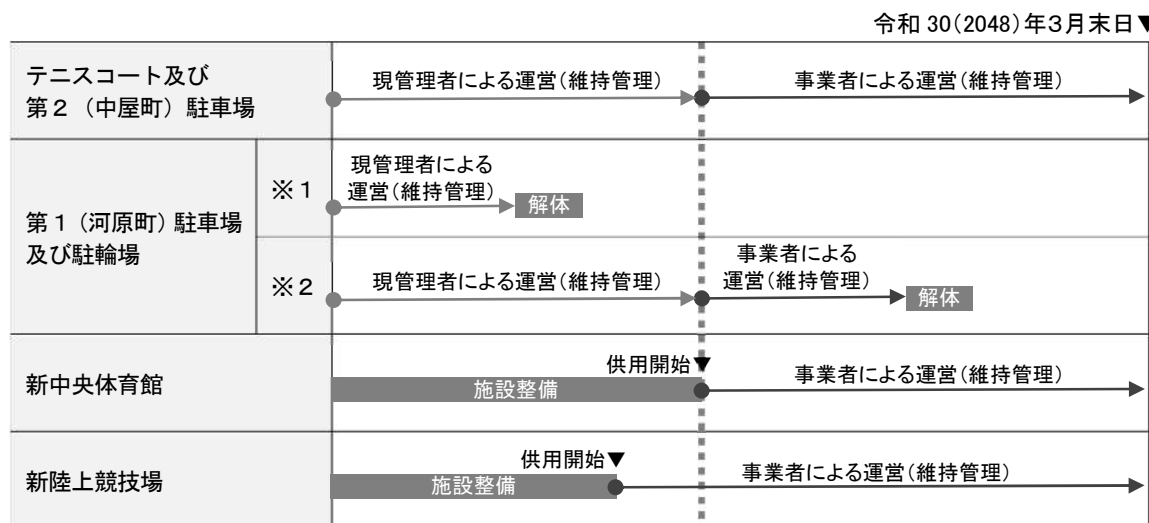 令和 30（2048）年３月末日▼
テニスコート及び
第２（中屋町）駐車場
現管理者による運営（維持管理）
事業者による運営（維持管理）
第１（河原町）駐車場
及び駐輪場
※１
現管理者による
運営（維持管理）
解体
※２
現管理者による運営（維持管理）
事業者による
運営（維持管理）
解体
新中央体育館
供用開始▼
施設整備
事業者による運営（維持管理）
新陸上競技場
供用開始▼
施設整備
事業者による運営（維持管理）